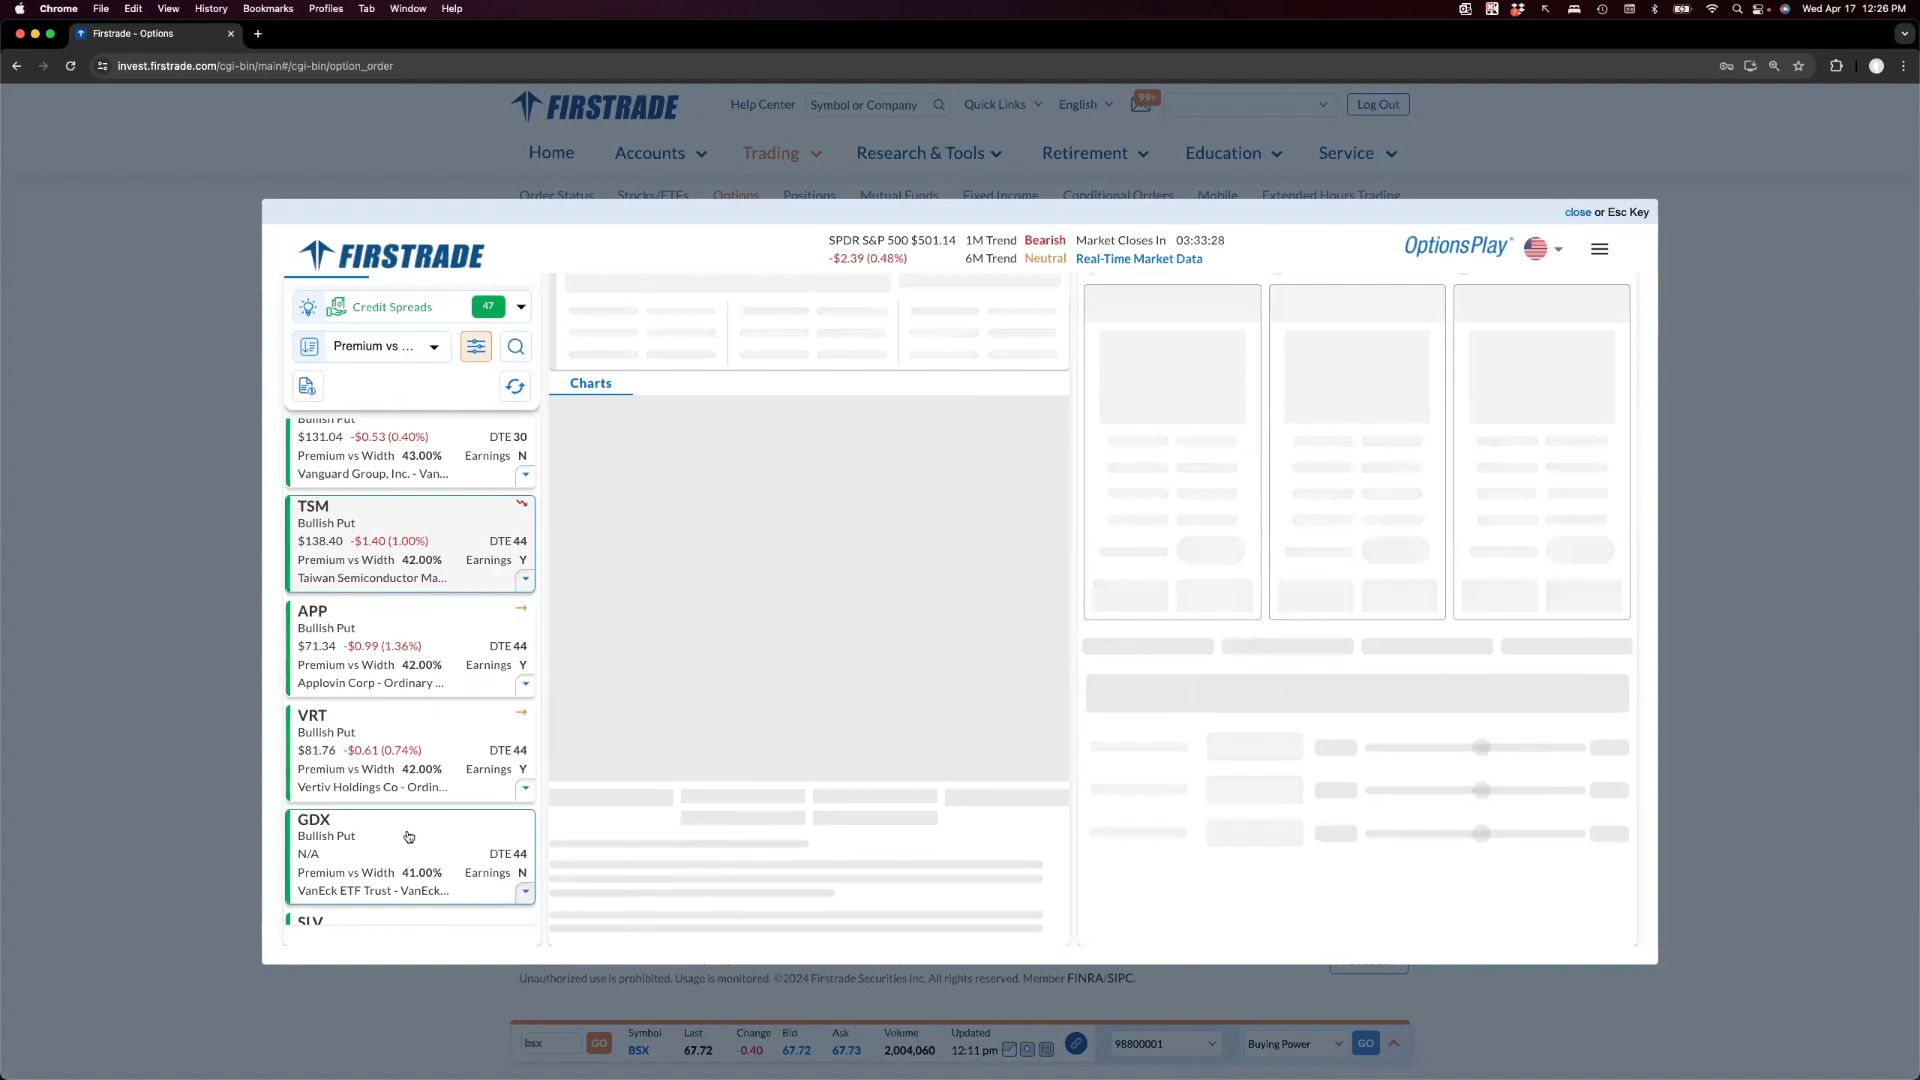 Chrome File Edit View History Bookmarks Profiles Tab Window Help
Wed Apr 17 12:26 PM
Firstrade - Options
invest.firstrade.com/cgi-bin/main#/cgi-bin/option_order
FIRSTRADE
Help Center
Symbol or Company
Quick Links
English
99+
Log Out
Home Accounts Trading Research & Tools Retirement Education Service
Order Status Stocks/ETFs Options Positions Mutual Funds Fixed Income Conditional Orders Mobile Extended Hours Trading
close or Esc Key
FIRSTRADE
SPDR S&P 500 $501.14 1M Trend Bearish Market Closes In 03:33:28
-$2.39 (0.48%) 6M Trend Neutral Real-Time Market Data
OptionsPlay
Credit Spreads 47
Premium vs ...
Charts
Bullish Put
$131.04 -$0.53 (0.40%) DTE 30
Premium vs Width 43.00% Earnings N
Vanguard Group, Inc. - Van...
TSM
Bullish Put
$138.40 -$1.40 (1.00%) DTE 44
Premium vs Width 42.00% Earnings Y
Taiwan Semiconductor Ma...
APP
Bullish Put
$71.34 -$0.99 (1.36%) DTE 44
Premium vs Width 42.00% Earnings Y
Applovin Corp - Ordinary ...
VRT
Bullish Put
$81.76 -$0.61 (0.74%) DTE 44
Premium vs Width 42.00% Earnings Y
Vertiv Holdings Co - Ordin...
GDX
Bullish Put
N/A DTE 44
Premium vs Width 41.00% Earnings N
VanEck ETF Trust - VanEck...
SLV
Unauthorized use is prohibited. Usage is monitored. ©2024 Firstrade Securities Inc. All rights reserved. Member FINRA/SIPC.
Symbol Last Change Bid Ask Volume Updated
bsx GO BSX 67.72 -0.40 67.72 67.73 2,004,060 12:11 pm 98800001 Buying Power GO